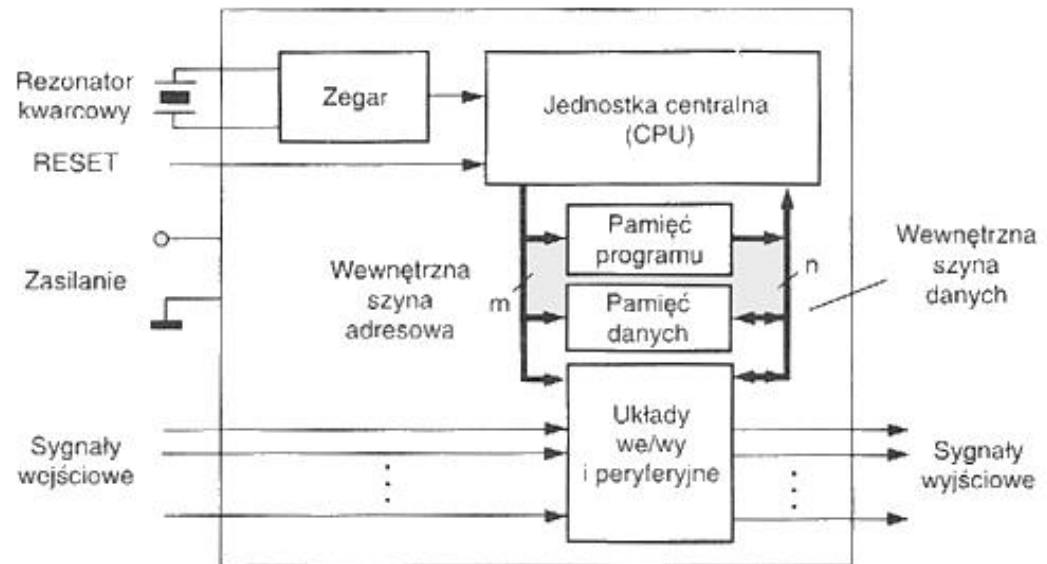 Rezonator
kwarcowy
Zegar
Jednostka centralna
(CPU)
RESET
Zasilanie
Wewnętrzna
szyna
adresowa
m
Pamięć
programu
Pamięć
danych
n
Wewnętrzna
szyna
danych
Układy
we/wy
i peryferyjne
Sygnały
wejściowe
Sygnały
wyjściowe